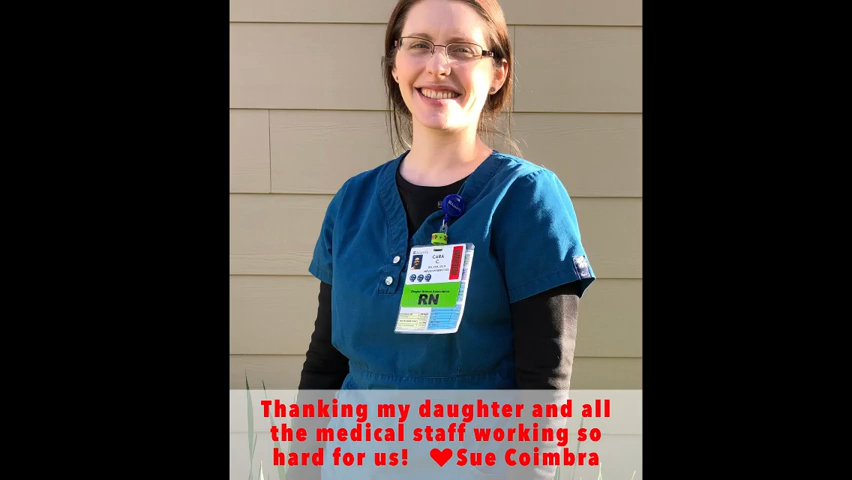 CARA
C.
RN
Thanking my daughter and all
the medical staff working so
hard for us! ❤Sue Coimbra